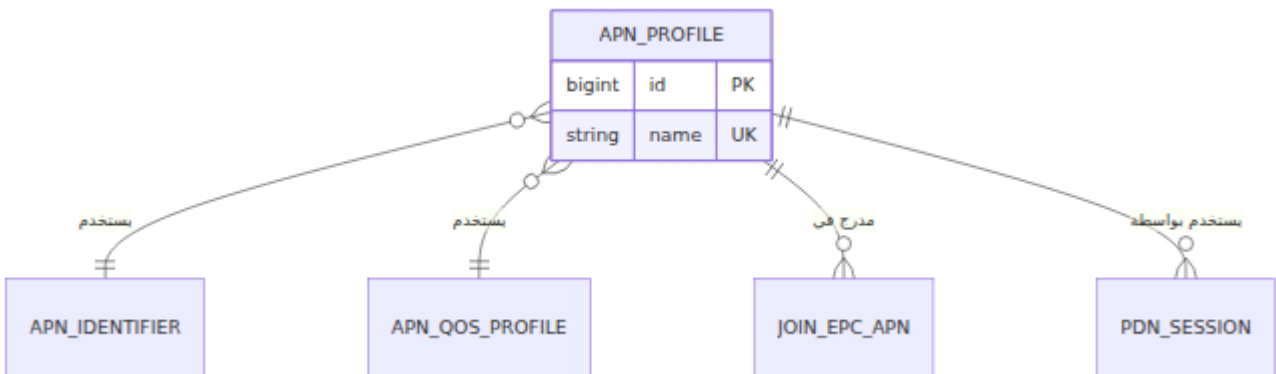 APN_PROFILE
bigint id PK
string name UK
يستخدم
يستخدم
مدرج في
يستخدم بواسطة
APN_IDENTIFIER
APN_QOS_PROFILE
JOIN_EPC_APN
PDN_SESSION